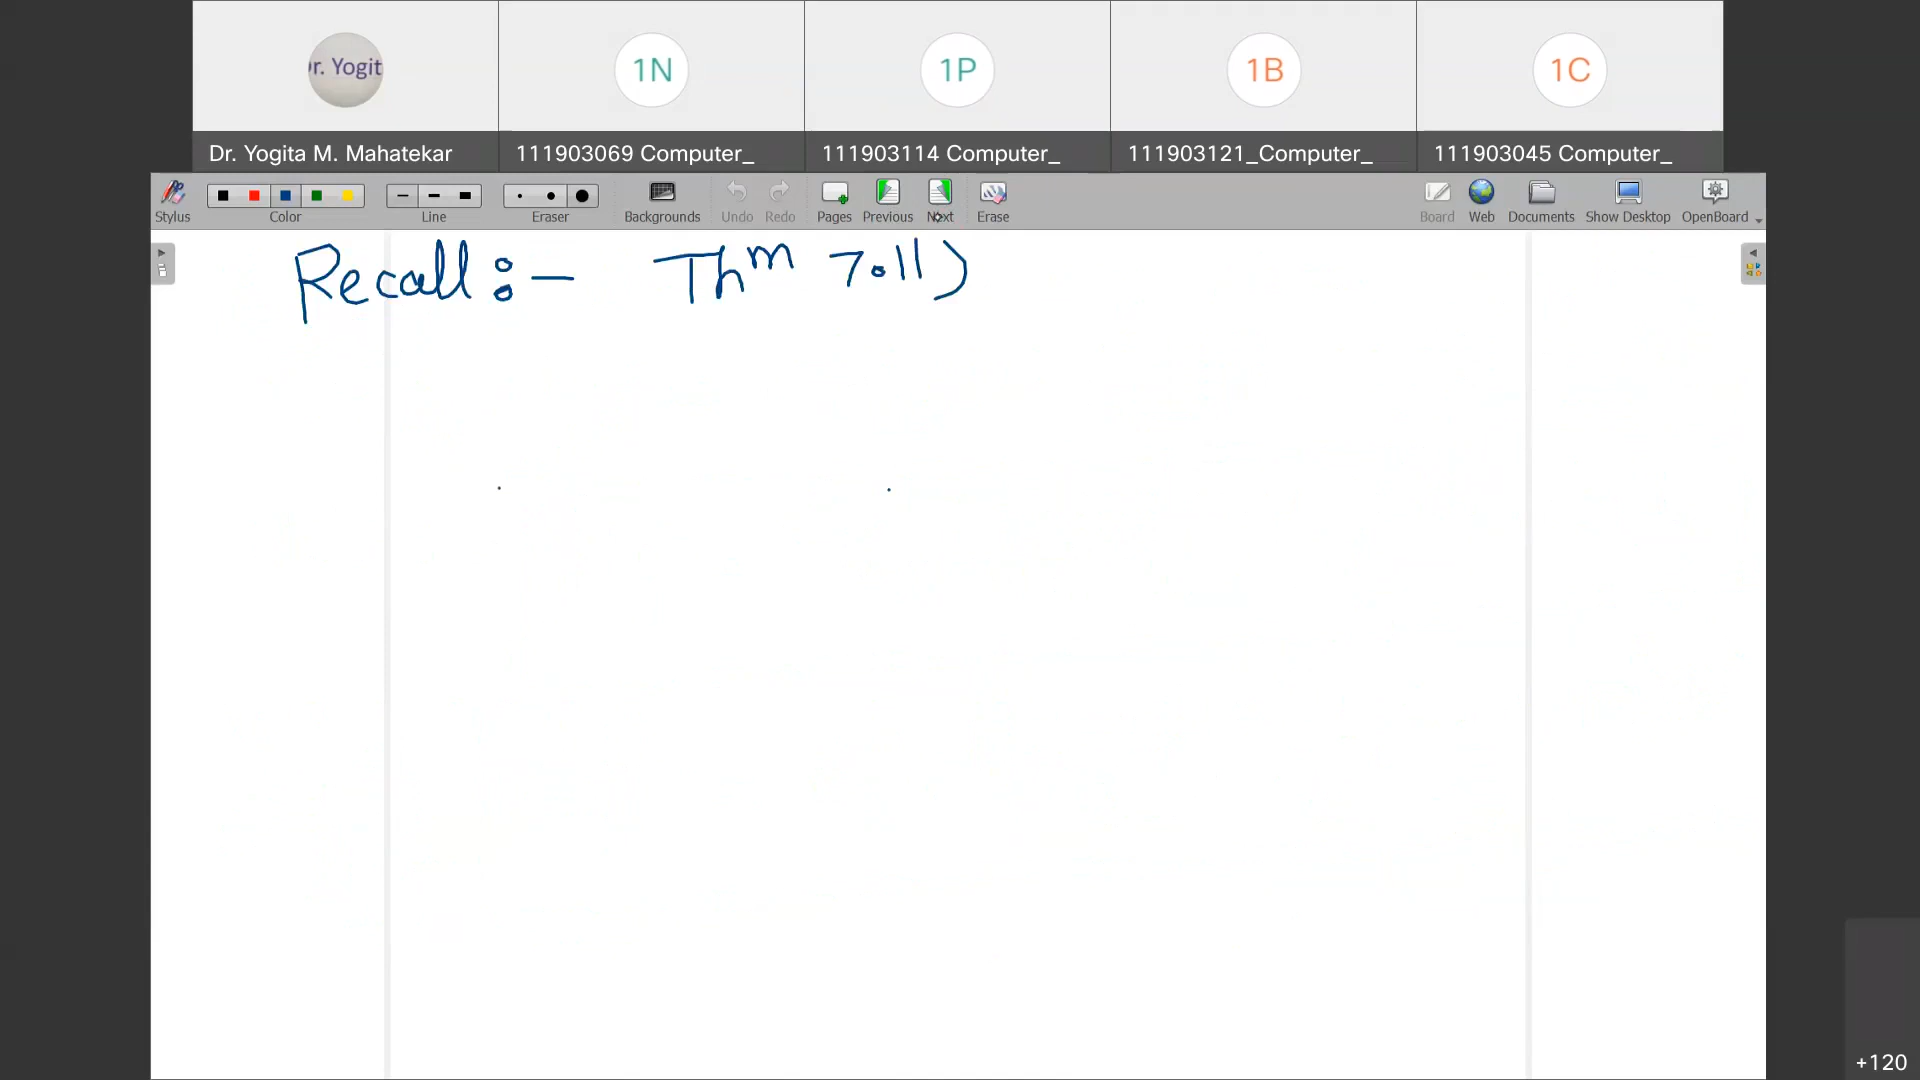 r. Yogit 1N 1P 1B 1C
Dr. Yogita M. Mahatekar 111903069 Computer_ 111903114 Computer_ 111903121_Computer_ 111903045 Computer_
Stylus Color Line Eraser Backgrounds Undo Redo Pages Previous Next Erase Board Web Documents Show Desktop OpenBoard
Recall :- Thm 7.11)
+120